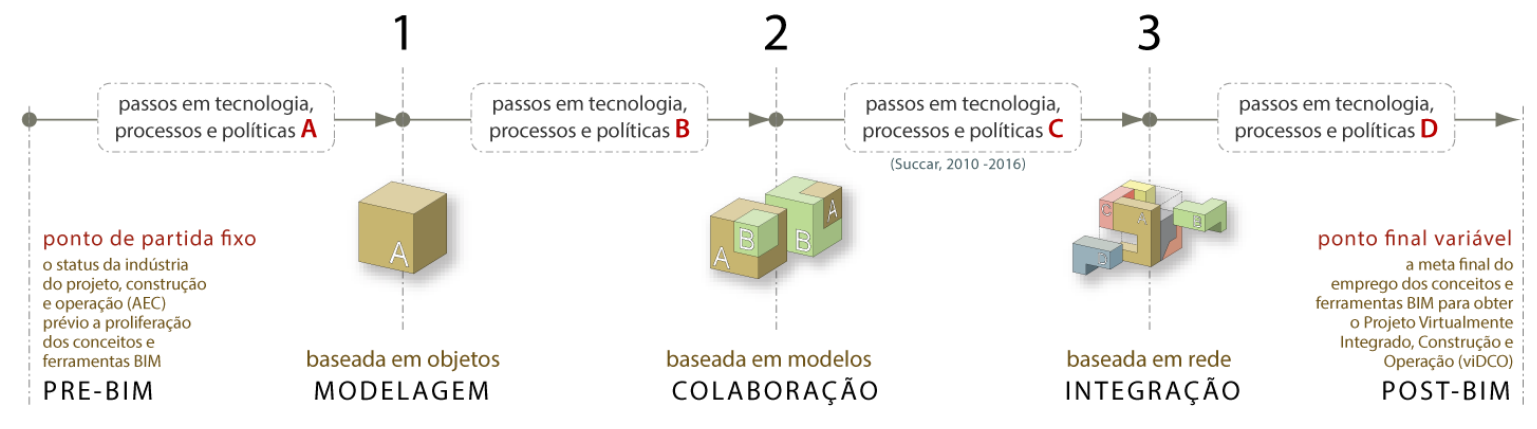 1
2
3
passos em tecnologia,
processos e políticas A
passos em tecnologia,
processos e políticas B
passos em tecnologia,
processos e políticas C
passos em tecnologia,
processos e políticas D
(Succar, 2010 -2016)
A
A
B
B
A
C
A
B
3
ponto de partida fixo
o status da indústria
do projeto, construção
e operação (AEC)
prévio a proliferação
dos conceitos e
ferramentas BIM
PRE-BIM
baseada em objetos
MODELAGEM
baseada em modelos
COLABORAÇÃO
baseada em rede
INTEGRAÇÃO
ponto final variável
a meta final do
emprego dos conceitos e
ferramentas BIM para obter
o Projeto Virtualmente
Integrado, Construção e
Operação (viDCO)
POST-BIM